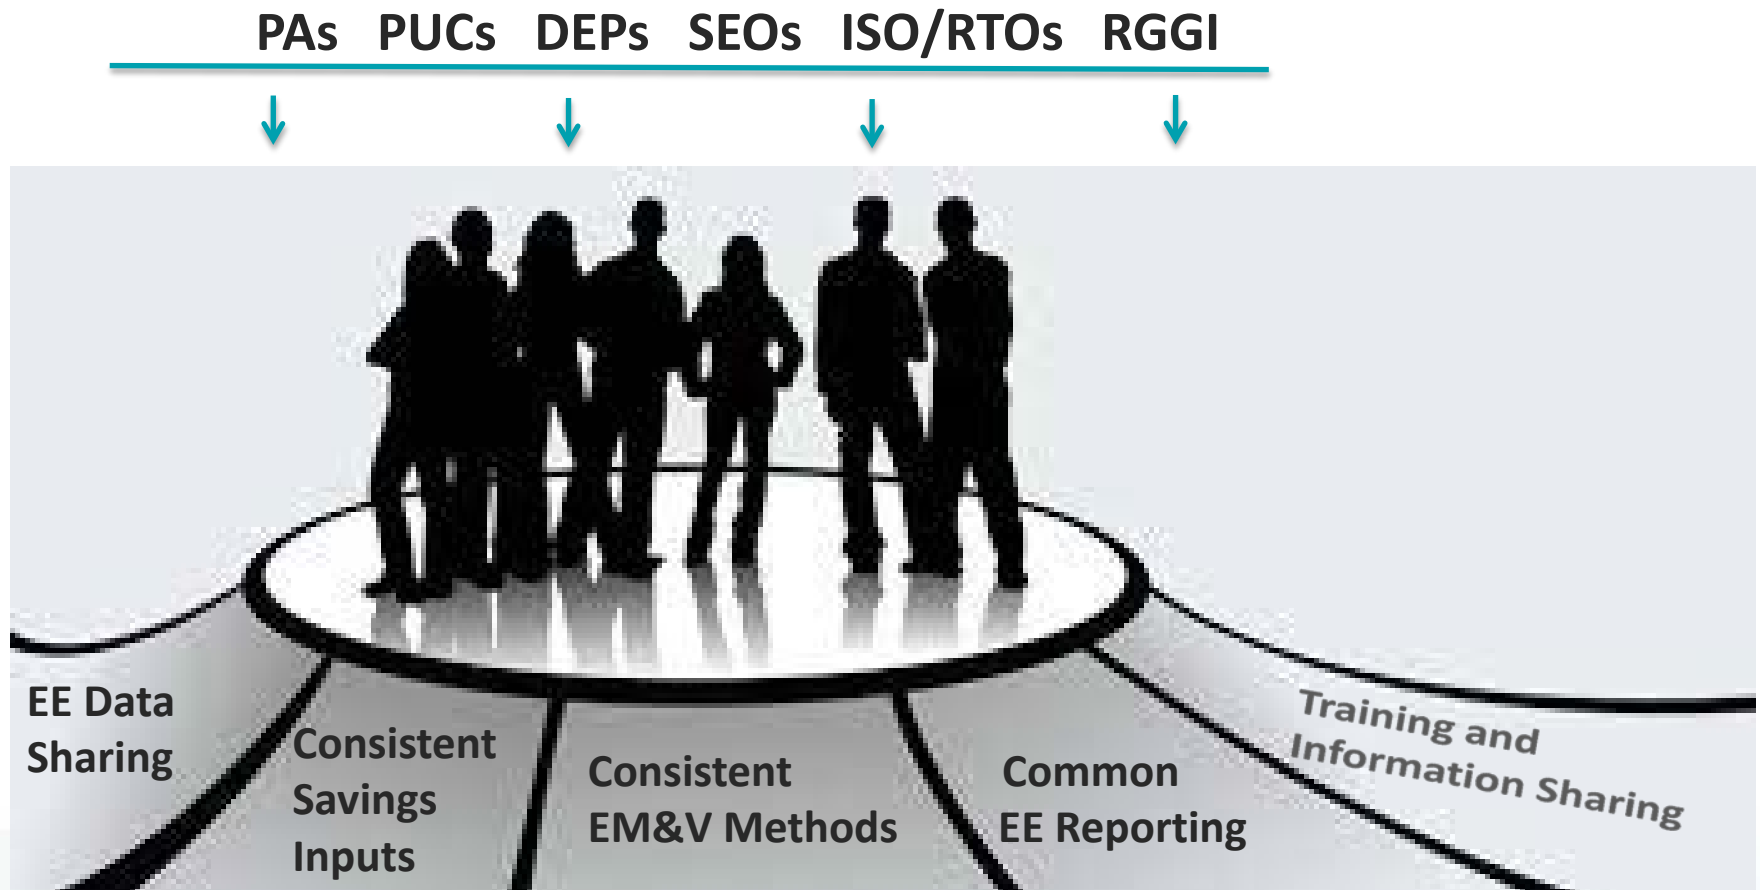 PAs PUCs DEPs SEOs ISO/RTOs RGGI
EE Data
Sharing
Consistent
Savings
Inputs
Consistent
EM&V Methods
Common
EE Reporting
Training and
Information Sharing